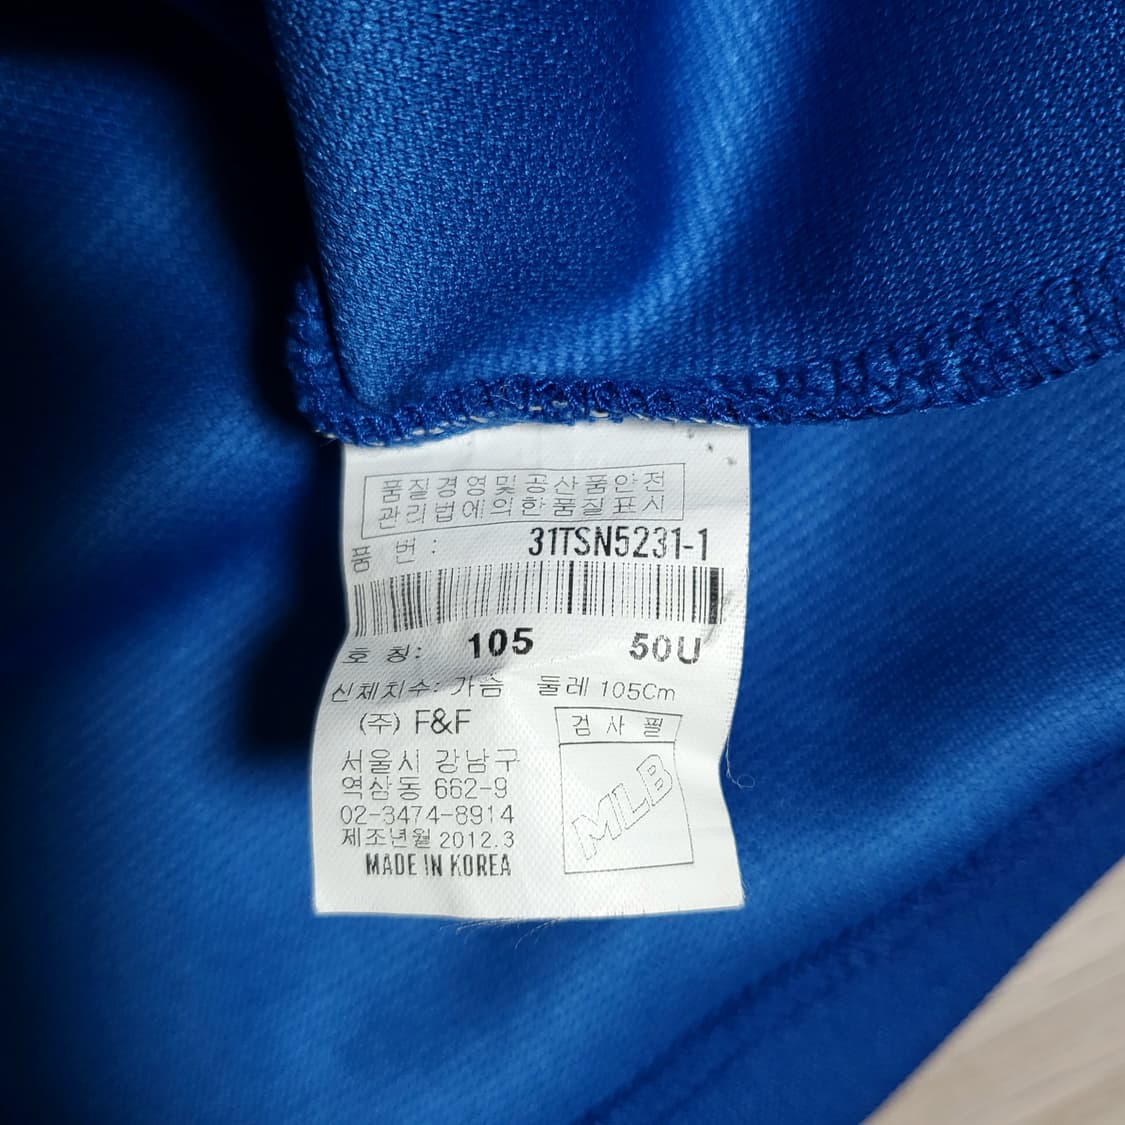 품질경영및공산품안전
관리법에의한품질표시
품 번 : 31TSN5231-1
호 칭: 105 50U
신체치수: 가슴 둘레 105Cm
(주) F&F
서울시 강남구
역삼동 662-9
02-3474-8914
제조년월 2012.3
MADE IN KOREA
검 사 필
MLB